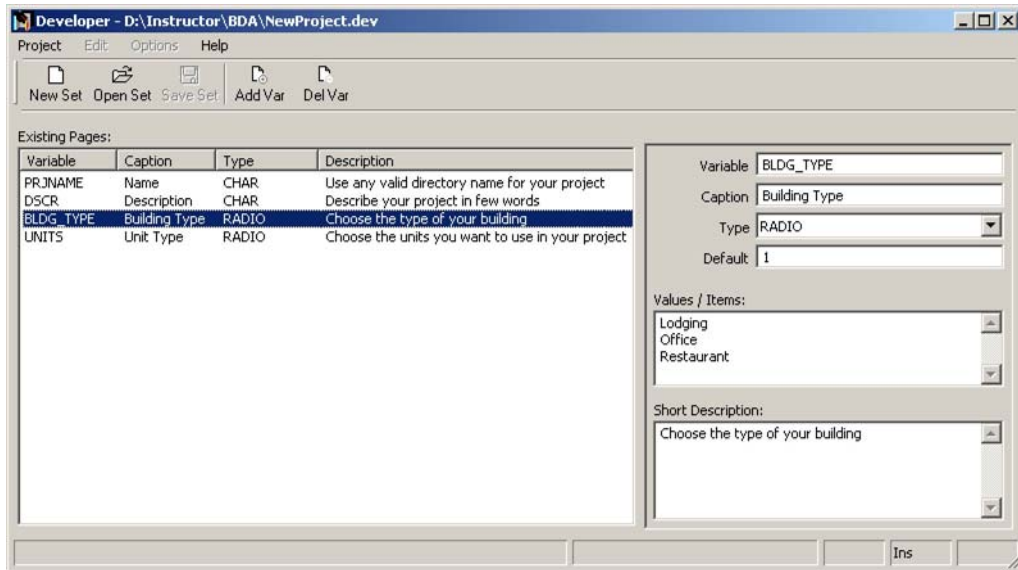 Developer - D:\Instructor\BDA\NewProject.dev
Project Edit Options Help
New Set Open Set Save Set Add Var Del Var
Existing Pages:
Variable Caption Type Description
PRJNAME Name CHAR Use any valid directory name for your project
DSCR Description CHAR Describe your project in few words
BLDG_TYPE Building Type RADIO Choose the type of your building
UNITS Unit Type RADIO Choose the units you want to use in your project
Variable BLDG_TYPE
Caption Building Type
Type RADIO
Default 1
Values / Items:
Lodging
Office
Restaurant
Short Description:
Choose the type of your building
Ins